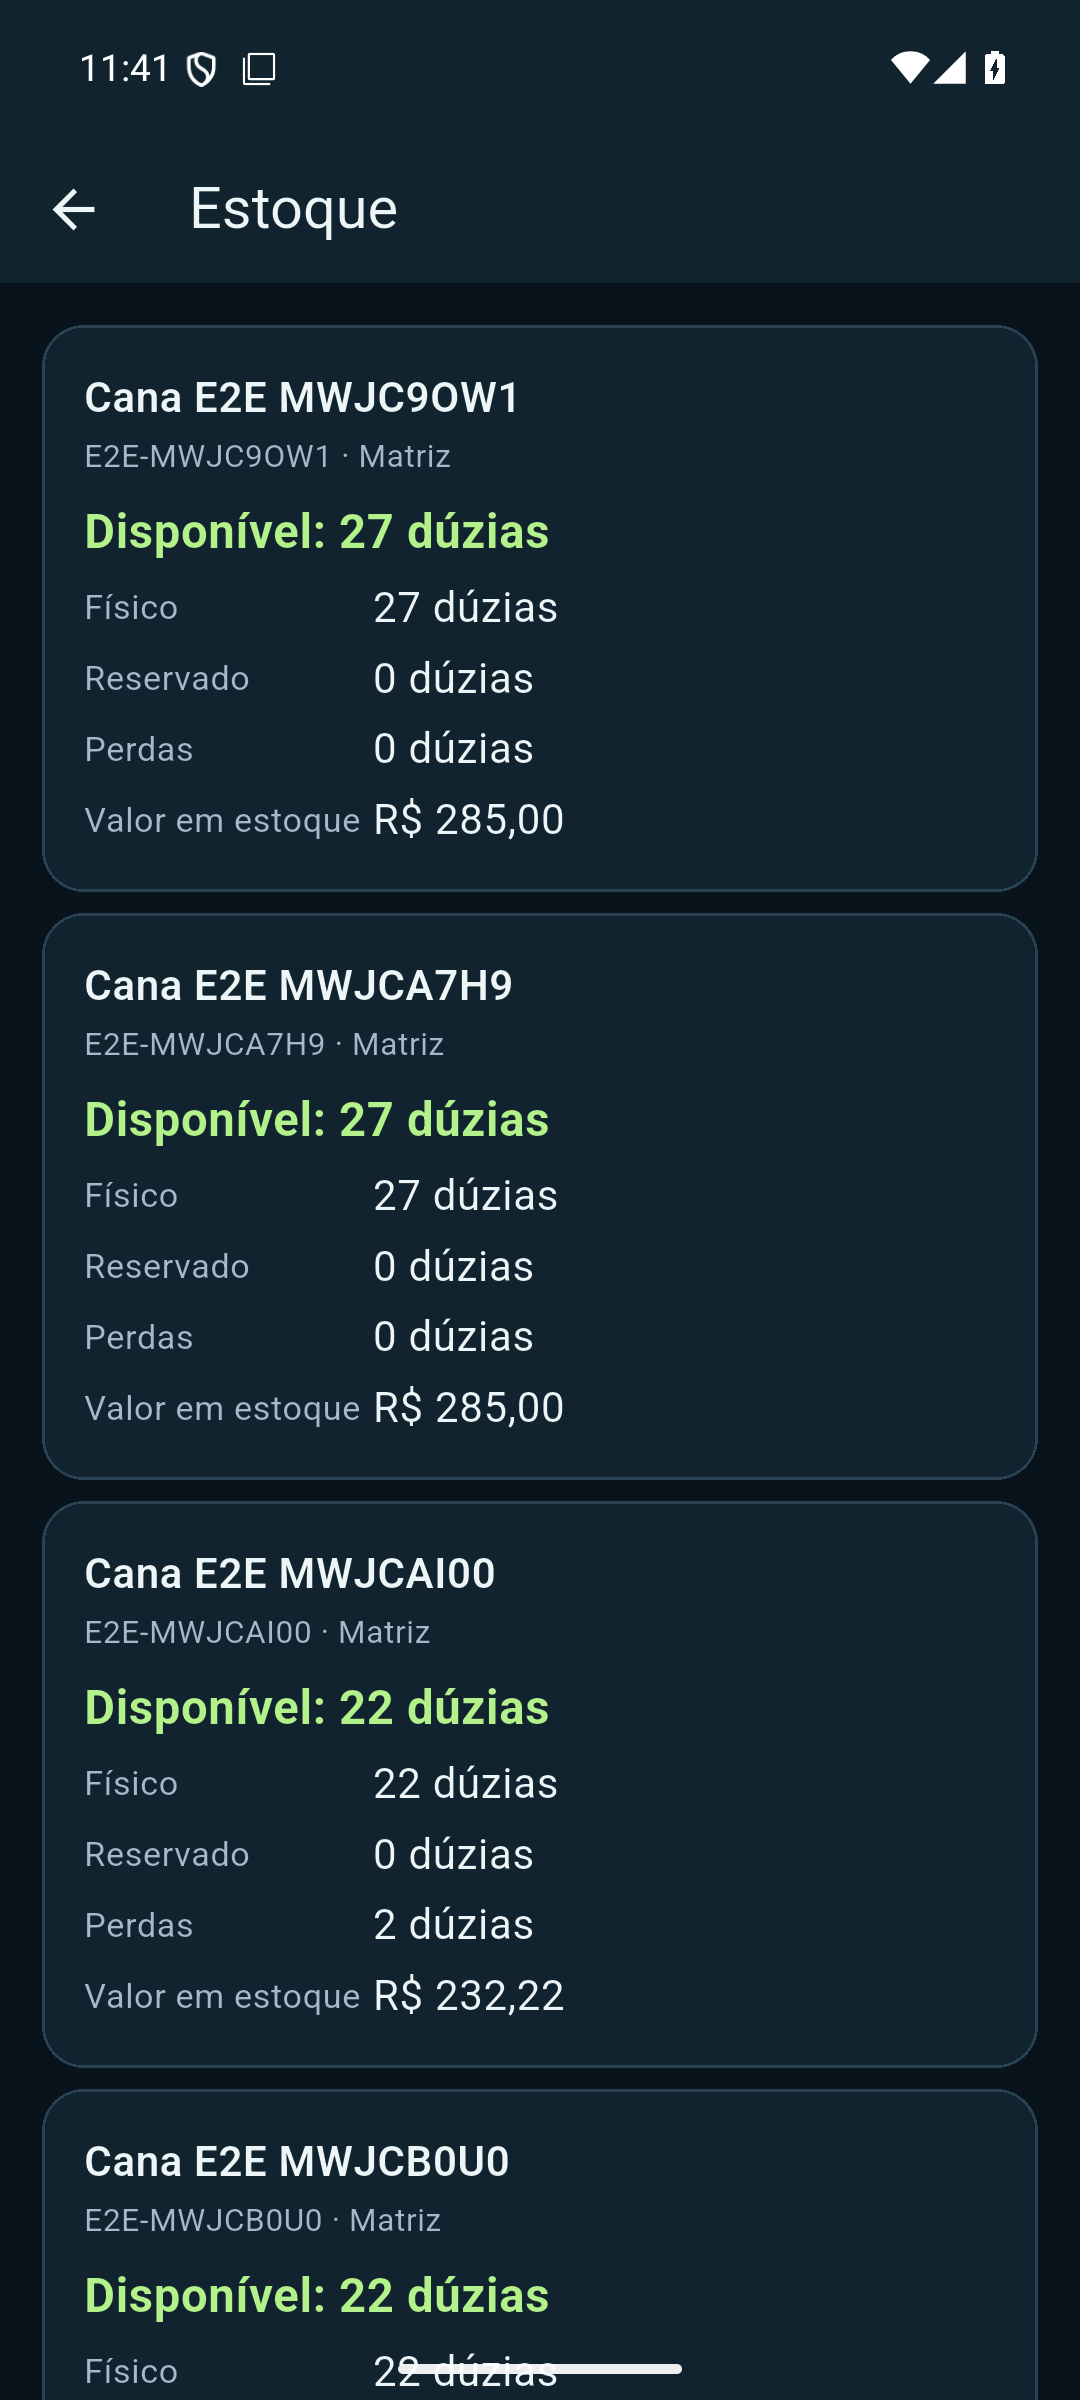 11:41
Estoque
Cana E2E MWJC9OW1
E2E-MWJC9OW1 · Matriz
Disponível: 27 dúzias
Físico 27 dúzias
Reservado 0 dúzias
Perdas 0 dúzias
Valor em estoque R$ 285,00
Cana E2E MWJCA7H9
E2E-MWJCA7H9 · Matriz
Disponível: 27 dúzias
Físico 27 dúzias
Reservado 0 dúzias
Perdas 0 dúzias
Valor em estoque R$ 285,00
Cana E2E MWJCAI00
E2E-MWJCAI00 · Matriz
Disponível: 22 dúzias
Físico 22 dúzias
Reservado 0 dúzias
Perdas 2 dúzias
Valor em estoque R$ 232,22
Cana E2E MWJCB0U0
E2E-MWJCB0U0 · Matriz
Disponível: 22 dúzias
Físico 22 dúzias